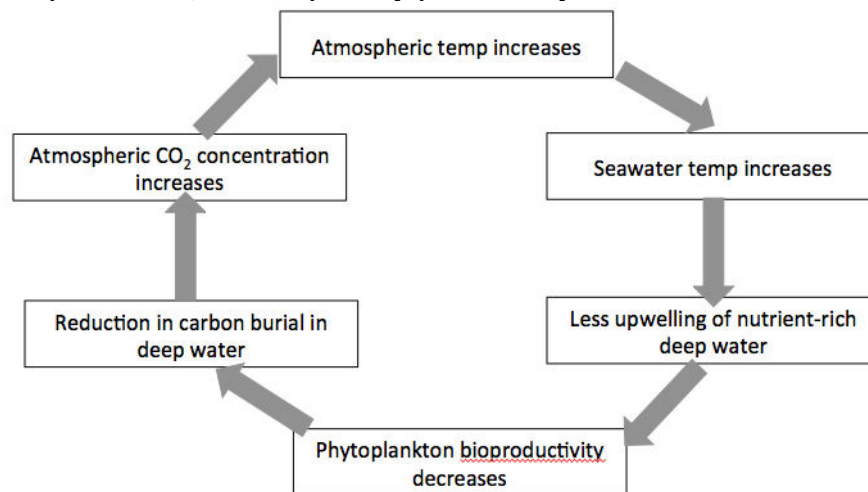 Atmospheric temp increases
Atmospheric CO₂ concentration
increases
Seawater temp increases
Reduction in carbon burial in
deep water
Less upwelling of nutrient-rich
deep water
Phytoplankton bioproductivity
decreases